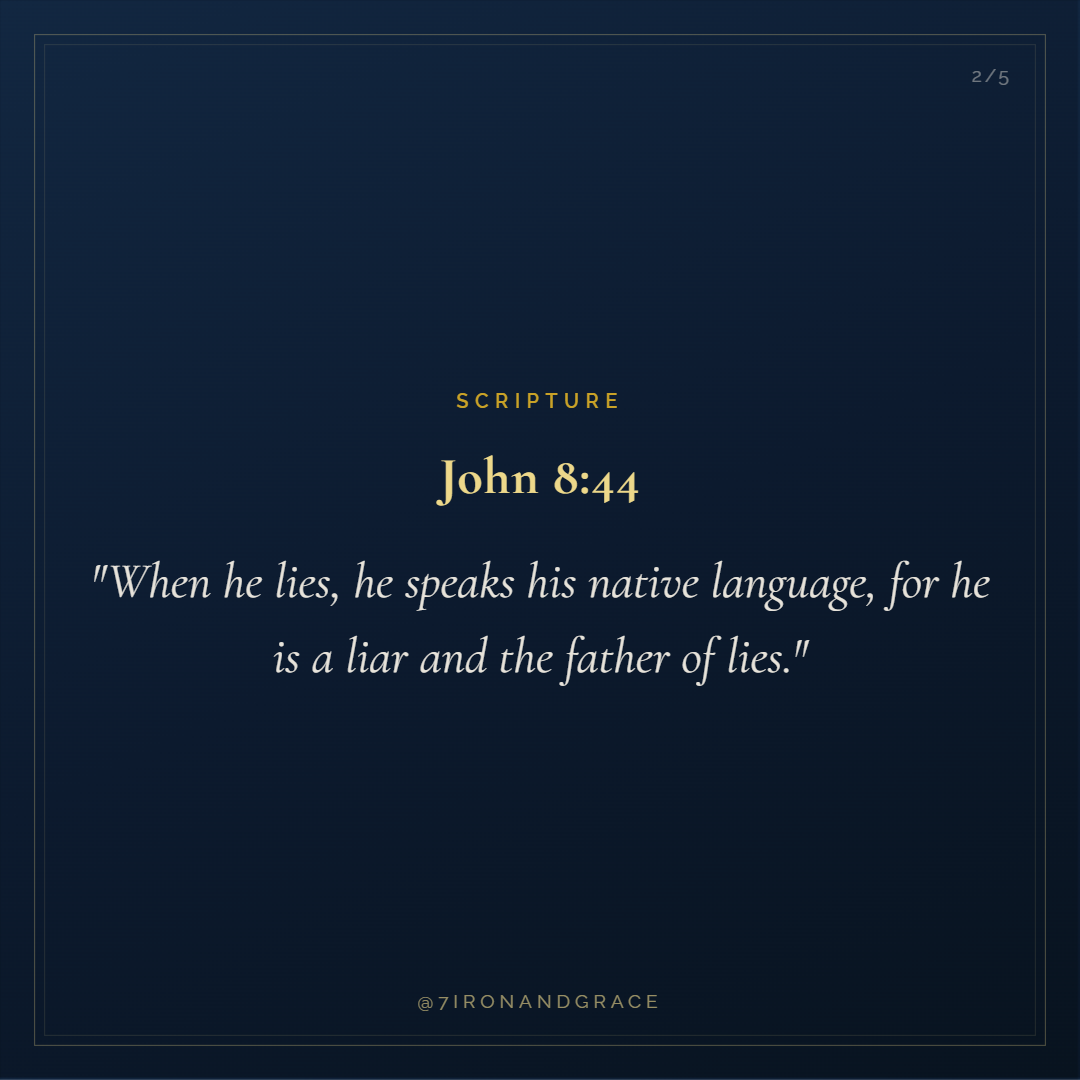 2/5
SCRIPTURE
John 8:44
"When he lies, he speaks his native language, for he
is a liar and the father of lies."
@7IRONANDGRACE